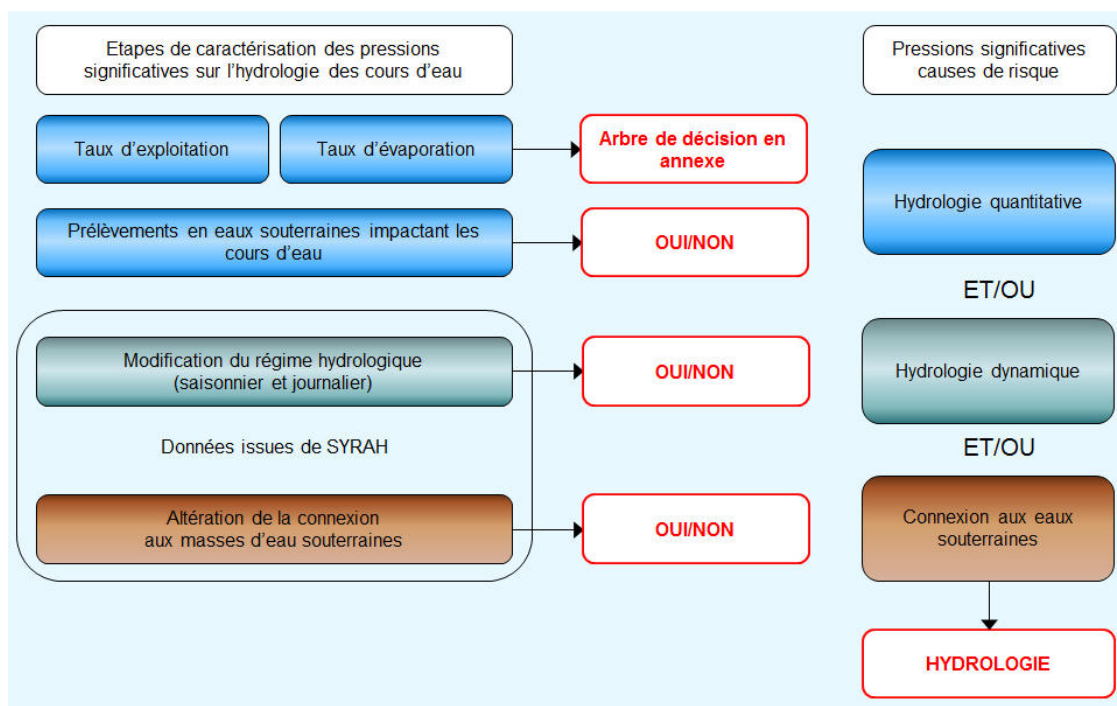 Etapes de caractérisation des pressions
significatives sur l'hydrologie des cours d'eau
Pressions significatives
causes de risque
Taux d'exploitation
Taux d'évaporation
Arbre de décision en
annexe
Hydrologie quantitative
Prélèvements en eaux souterraines impactant les
cours d'eau
OUI/NON
ET/OU
Modification du régime hydrologique
(saisonnier et journalier)
OUI/NON
Hydrologie dynamique
Données issues de SYRAH
ET/OU
Altération de la connexion
aux masses d'eau souterraines
OUI/NON
Connexion aux eaux
souterraines
HYDROLOGIE